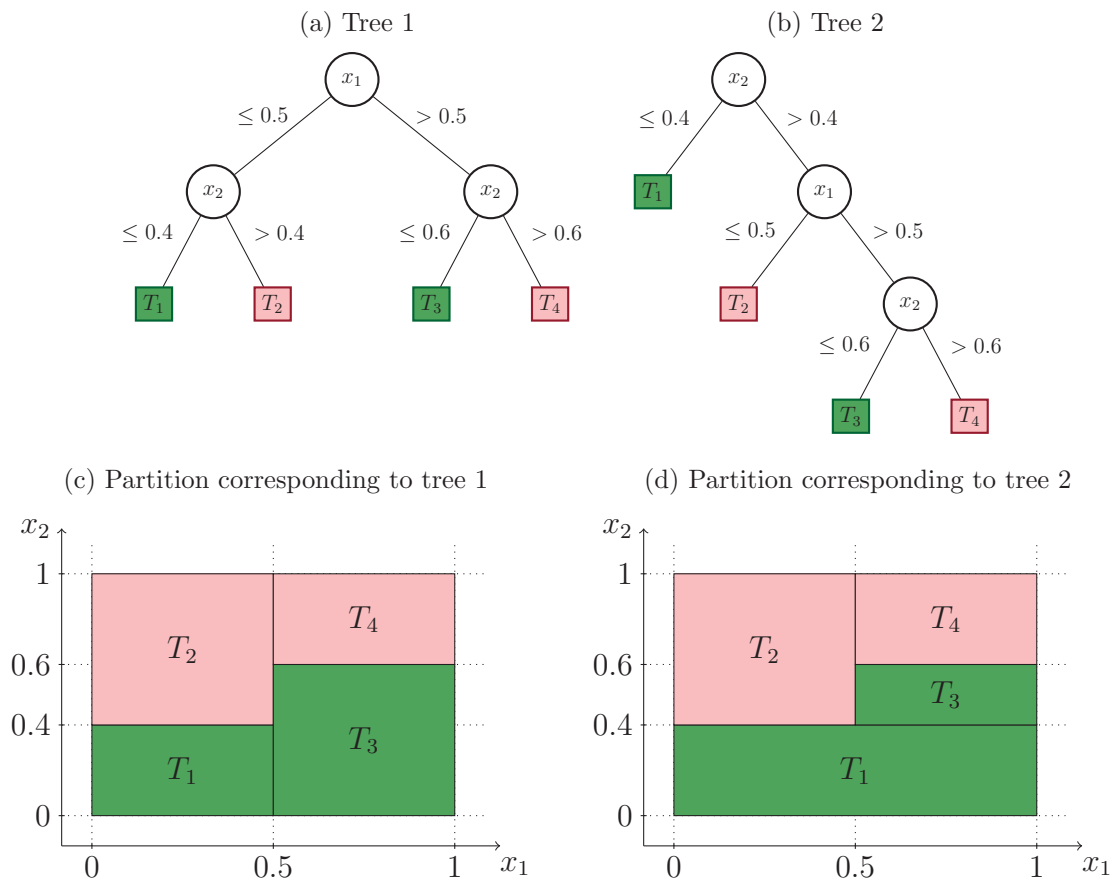 (a) Tree 1
x₁
≤ 0.5
> 0.5
x₂
x₂
≤ 0.4
> 0.4
≤ 0.6
> 0.6
T₁
T₂
T₃
T₄
(b) Tree 2
x₂
≤ 0.4
> 0.4
T₁
x₁
≤ 0.5
> 0.5
T₂
x₂
≤ 0.6
> 0.6
T₃
T₄
(c) Partition corresponding to tree 1
x₂
1
0.6
0.4
0
T₂
T₄
T₁
T₃
0
0.5
1
x₁
(d) Partition corresponding to tree 2
x₂
1
0.6
0.4
0
T₂
T₄
T₃
T₁
0
0.5
1
x₁